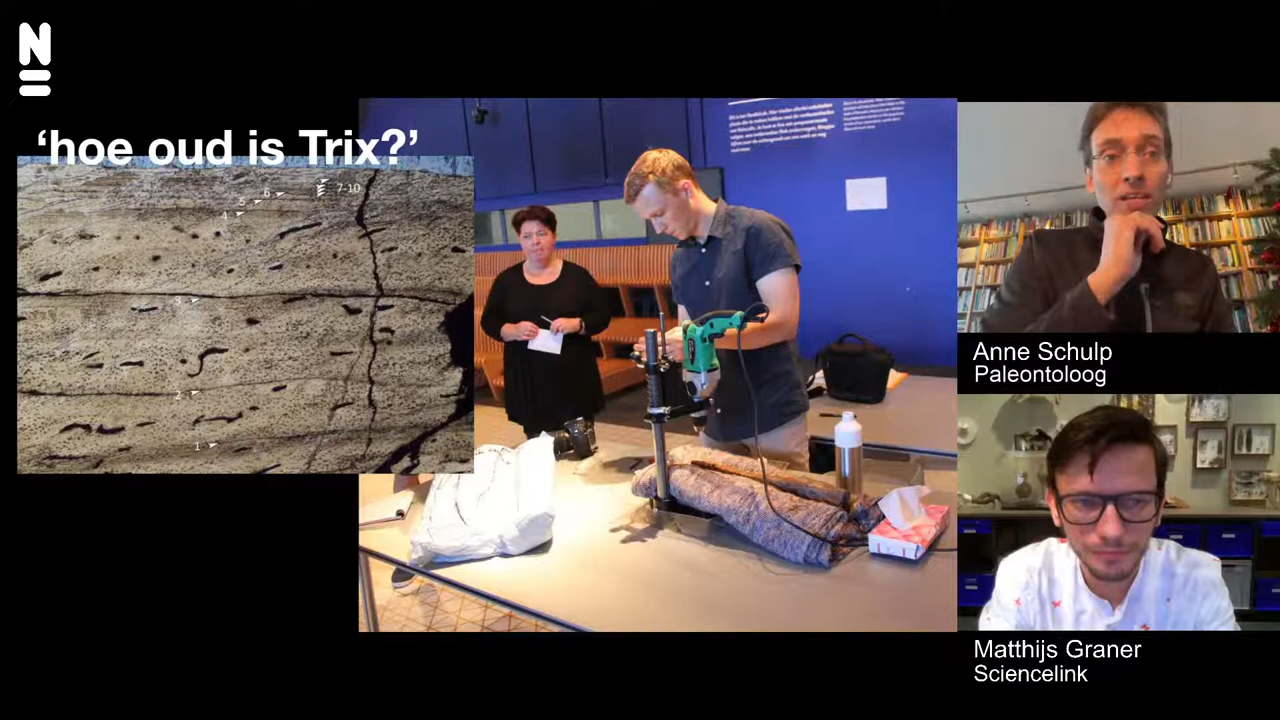 N
‘hoe oud is Trix?’
7-10
6
5
4
3
2
1
Anne Schulp
Paleontoloog
Matthijs Graner
Sciencelink